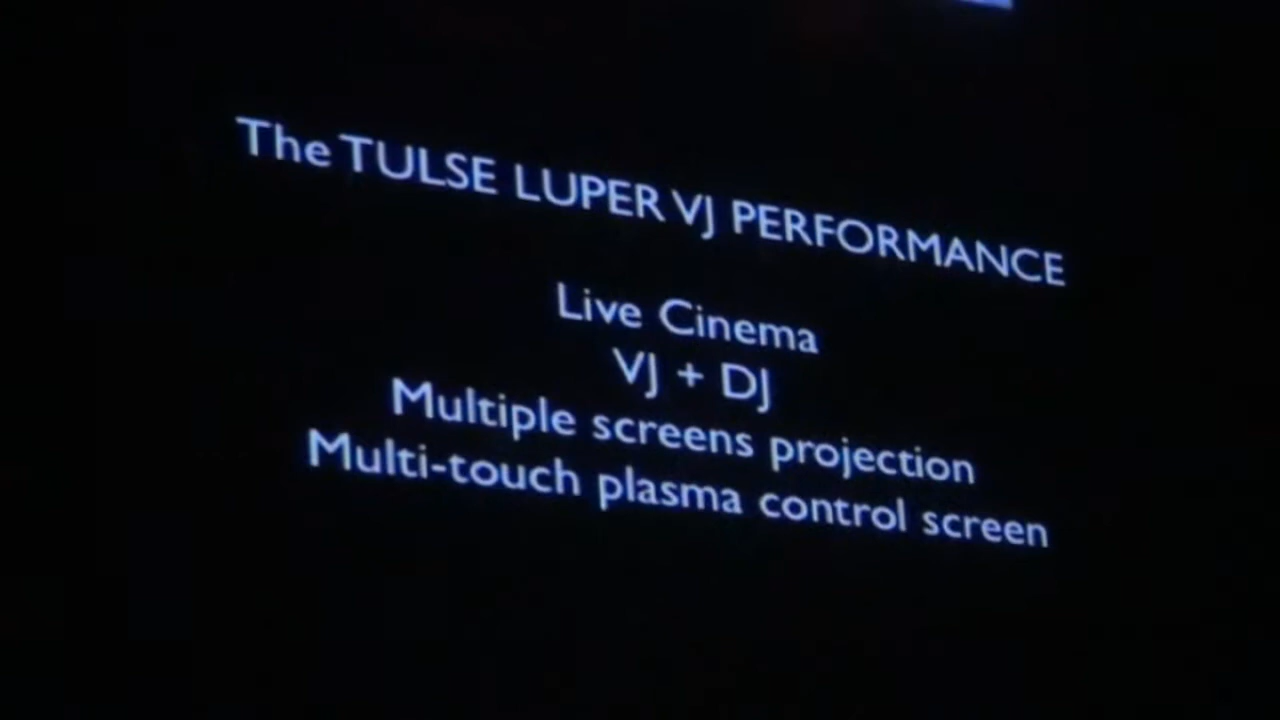 The TULSE LUPER VJ PERFORMANCE
Live Cinema
VJ + DJ
Multiple screens projection
Multi-touch plasma control screen